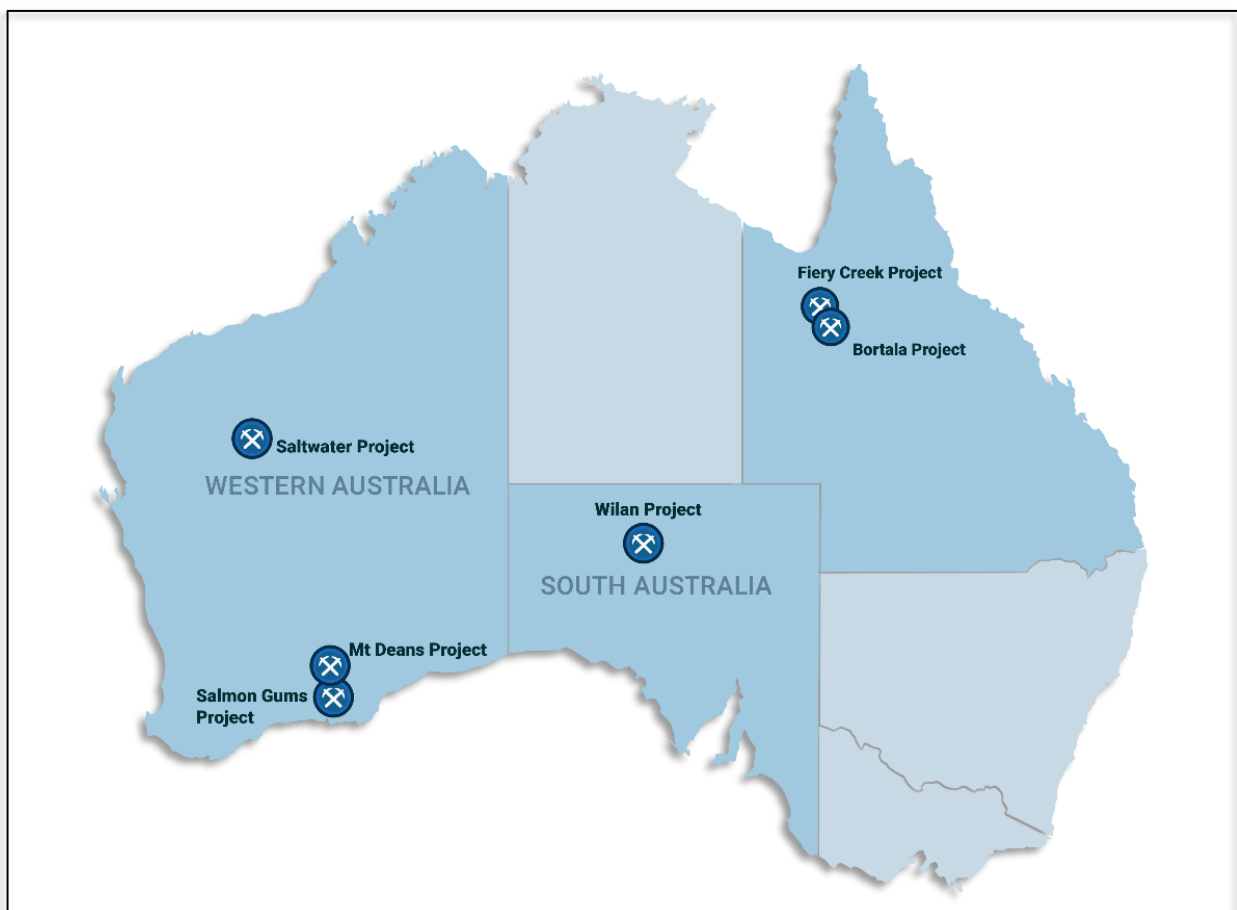 Fiery Creek Project
Bortala Project
Saltwater Project
WESTERN AUSTRALIA
Wilan Project
SOUTH AUSTRALIA
Mt Deans Project
Salmon Gums
Project